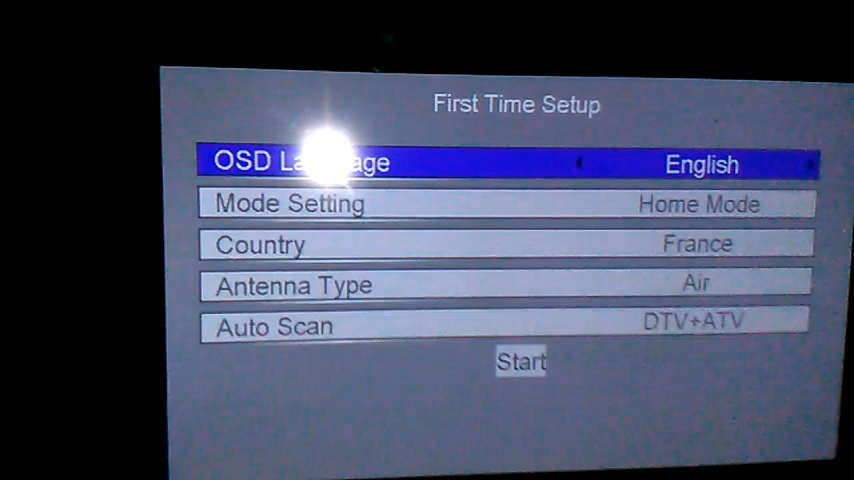 First Time Setup
OSD Language English
Mode Setting Home Mode
Country France
Antenna Type Air
Auto Scan DTV+ATV
Start